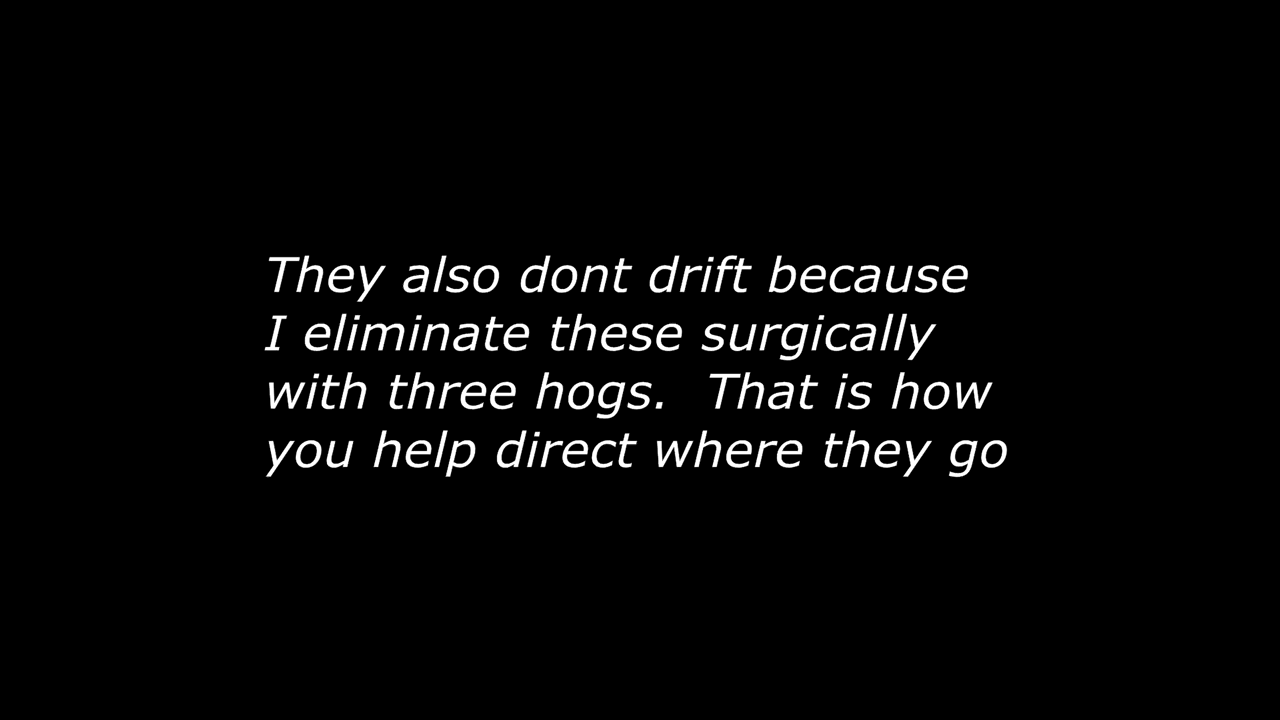 They also dont drift because
I eliminate these surgically
with three hogs.  That is how
you help direct where they go